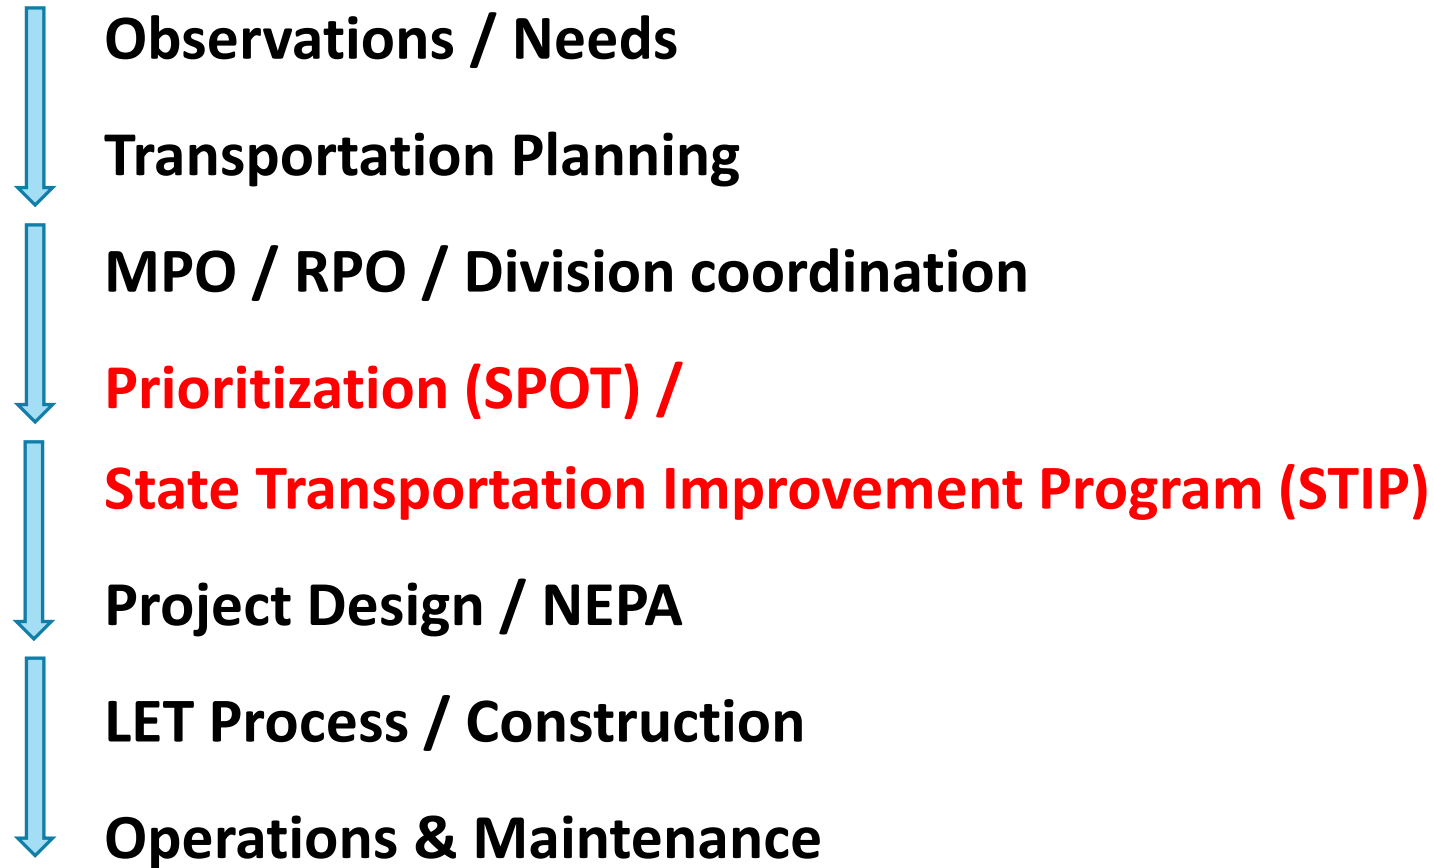 Observations / Needs
Transportation Planning
MPO / RPO / Division coordination
Prioritization (SPOT) /
State Transportation Improvement Program (STIP)
Project Design / NEPA
LET Process / Construction
Operations & Maintenance